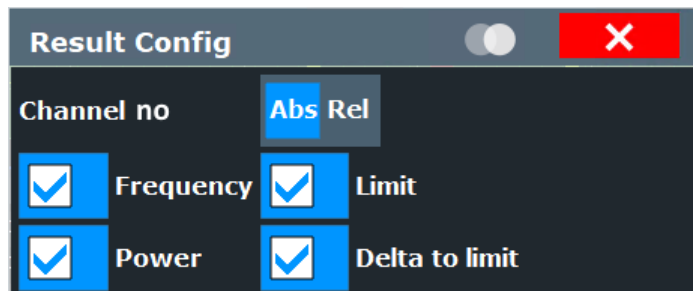 Result Config
Channel no Abs Rel
Frequency Limit
Power Delta to limit